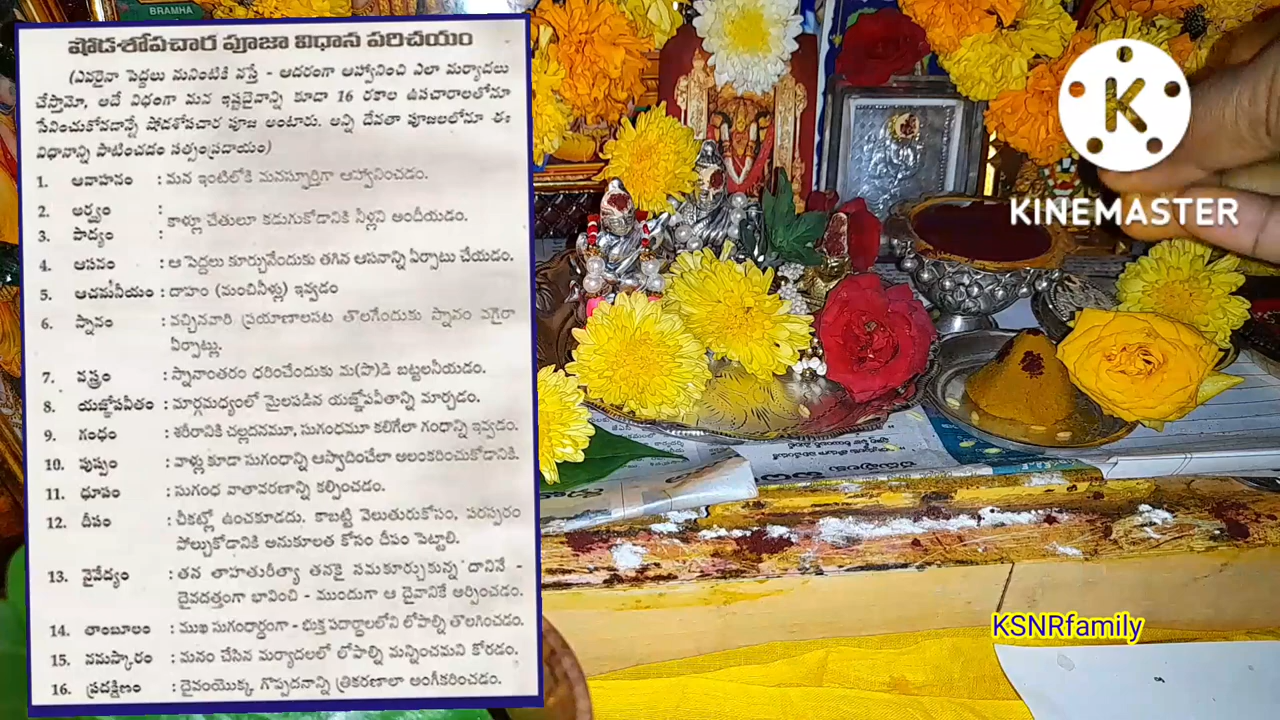 BRAMHA
షోడశోపచార పూజా విధాన పరిచయం
(ఎవరైనా పెద్దలు మనింటికి వస్తే - ఆదరంగా ఆహ్వానించి ఎలా మర్యాదలు
చేస్తామో, అదే విధంగా మన ఇష్టదైవాన్ని కూడా 16 రకాల ఉపచారాలతోనూ
సేవించుకోవడాన్నే షోడశోపచార పూజ అంటారు. అన్ని దేవతా పూజలలోనూ ఈ
విధానాన్ని పాటించడం సత్సంప్రదాయం)
1. ఆవాహనం : మన ఇంటిలోకి మనస్ఫూర్తిగా ఆహ్వానించడం.
2. అర్ఘ్యం :
కాళ్లు చేతులూ కడుగుకోడానికి నీళ్లని అందీయడం.
3. పాద్యం :
4. ఆసనం : ఆ పెద్దలు కూర్చునేందుకు తగిన ఆసనాన్ని ఏర్పాటు చేయడం.
5. ఆచమనీయం : దాహం (మంచినీళ్లు) ఇవ్వడం
6. స్నానం : వచ్చినవారి ప్రయాణాలసట తొలగేందుకు స్నానం వగైరా
ఏర్పాట్లు.
7. వస్త్రం : స్నానాంతరం ధరించేందుకు మ(పొ)డి బట్టలనీయడం.
8. యజ్ఞోపవీతం : మార్గమధ్యంలో మైలపడిన యజ్ఞోపవీతాన్ని మార్చడం.
9. గంధం : శరీరానికి చల్లదనమూ, సుగంధమూ కలిగేలా గంధాన్ని ఇవ్వడం.
10. పుష్పం : వాళ్లు కూడా సుగంధాన్ని ఆస్వాదించేలా అలంకరించుకోడానికి.
11. ధూపం : సుగంధ వాతావరణాన్ని కల్పించడం.
12. దీపం : చీకట్లో ఉంచకూడదు. కాబట్టి వెలుతురుకోసం, పరస్పరం
పోల్చుకోడానికి అనుకూలత కోసం దీపం పెట్టాలి.
13. నైవేద్యం : తన తాహతురీత్యా తనకై సమకూర్చుకున్న దానినే -
దైవదత్తంగా భావించి - ముందుగా ఆ దైవానికే అర్పించడం.
14. తాంబూలం : ముఖ సుగంధార్థంగా - భుక్త పదార్థాలలోని లోపాల్ని తొలగించడం.
15. నమస్కారం : మనం చేసిన మర్యాదలలో లోపాల్ని మన్నించమని కోరడం.
16. ప్రదక్షిణం : దైవంయొక్క గొప్పదనాన్ని త్రికరణాలా అంగీకరించడం.
K
KINEMASTER
KSNRfamily